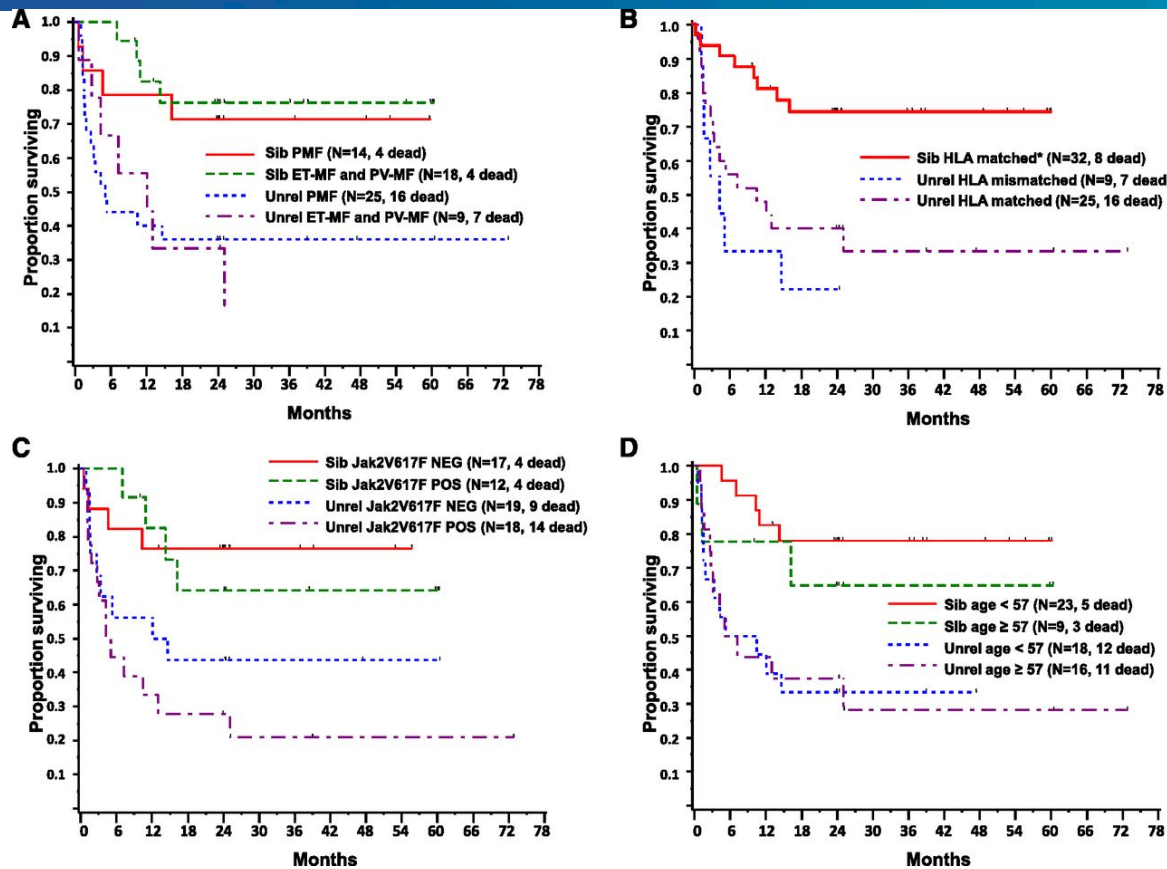 A
Proportion surviving
1.0
0.9
0.8
0.7
0.6
0.5
0.4
0.3
0.2
0.1
Sib PMF (N=14, 4 dead)
Sib ET-MF and PV-MF (N=18, 4 dead)
Unrel PMF (N=25, 16 dead)
Unrel ET-MF and PV-MF (N=9, 7 dead)
0 6 12 18 24 30 36 42 48 54 60 66 72 78
Months
B
Proportion surviving
1.0
0.9
0.8
0.7
0.6
0.5
0.4
0.3
0.2
0.1
Sib HLA matched* (N=32, 8 dead)
Unrel HLA mismatched (N=9, 7 dead
Unrel HLA matched (N=25, 16 dead)
0 6 12 18 24 30 36 42 48 54 60 66 72 78
Months
C
Proportion surviving
1.0
0.9
0.8
0.7
0.6
0.5
0.4
0.3
0.2
0.1
Sib Jak2V617F NEG (N=17, 4 dead)
Sib Jak2V617F POS (N=12, 4 dead)
Unrel Jak2V617F NEG (N=19, 9 dead)
Unrel Jak2V617F POS (N=18, 14 dead)
0 6 12 18 24 30 36 42 48 54 60 66 72 78
Months
D
Proportion surviving
1.0
0.9
0.8
0.7
0.6
0.5
0.4
0.3
0.2
0.1
Sib age < 57 (N=23, 5 dead)
Sib age ≥ 57 (N=9, 3 dead)
Unrel age < 57 (N=18, 12 dead)
Unrel age ≥ 57 (N=16, 11 dead)
0 6 12 18 24 30 36 42 48 54 60 66 72 78
Months